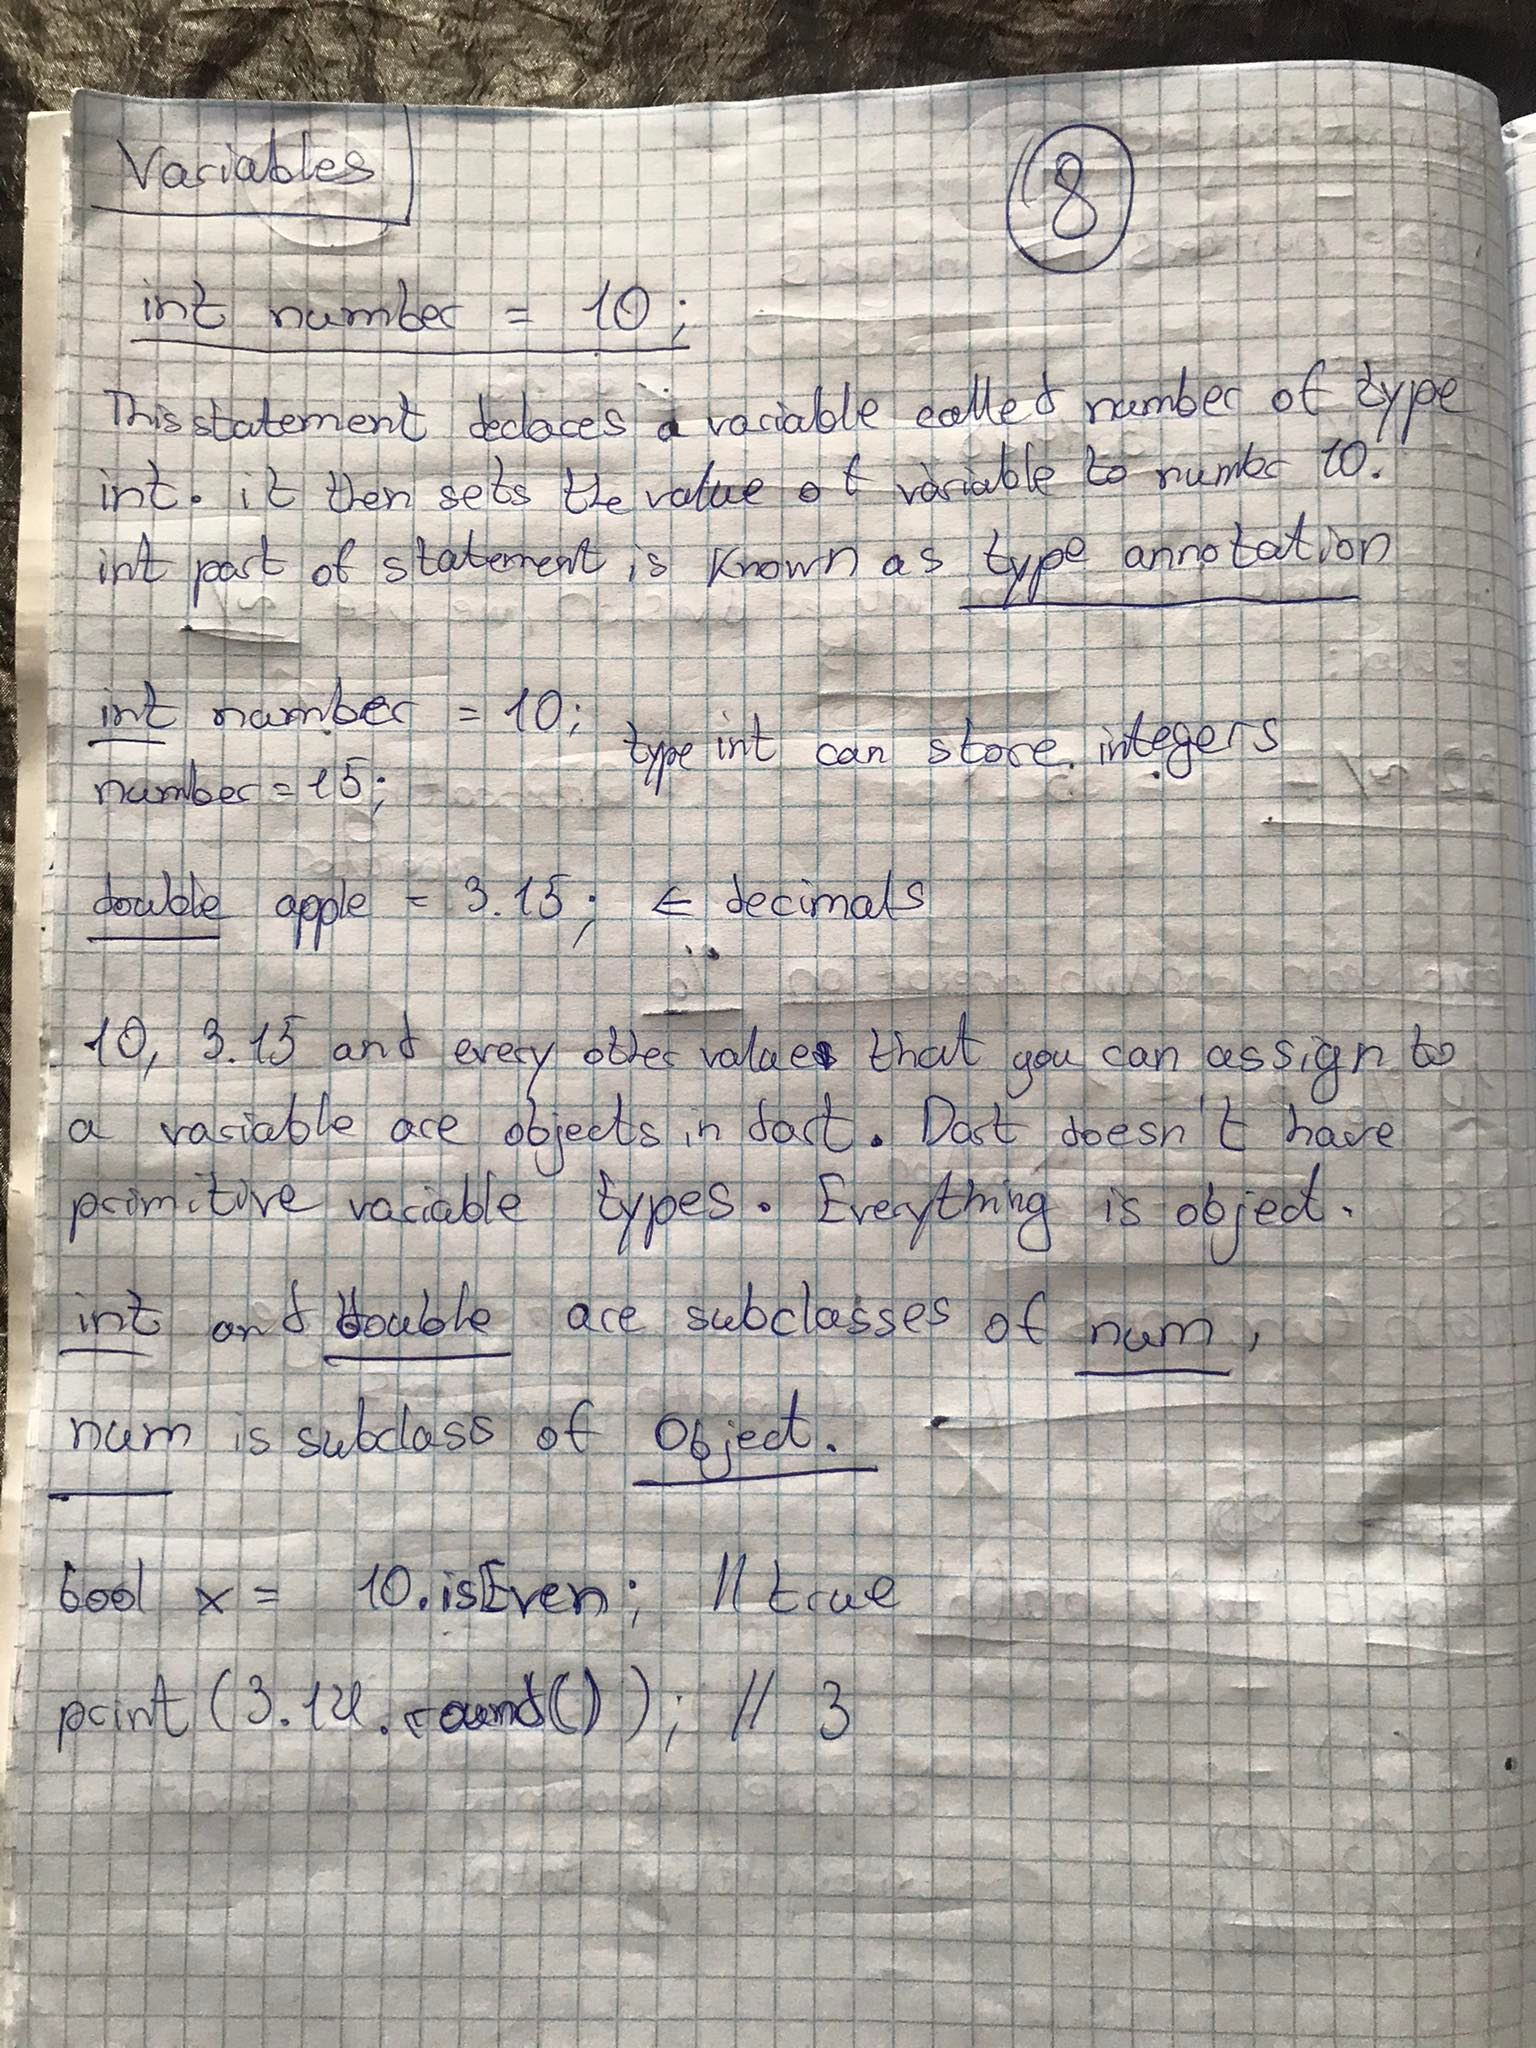 Variables
8
int number = 10;
This statement declares a variable called number of type
int. it then sets the value of variable to number 10.
int part of statement is known as type annotation
int number = 10;
type int can store integers
number = 15;
double apple = 3.15; ← decimals
10, 3.15 and every other values that you can assign to
a variable are objects in dart. Dart doesn't have
primitive variable types. Everything is object.
int and double are subclasses of num,
num is subclass of Object.
bool x = 10.isEven; // true
print(3.14.round()); // 3